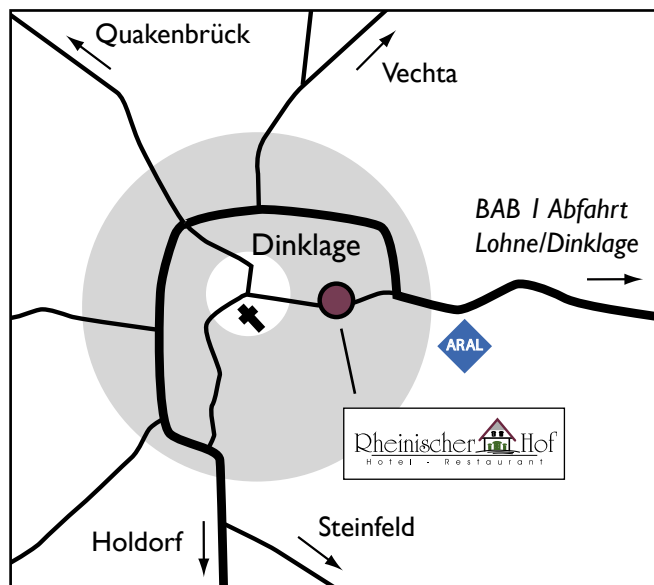 Quakenbrück
Vechta
BAB 1 Abfahrt
Lohne/Dinklage
Dinklage
ARAL
Rheinischer Hof
Hotel - Restaurant
Steinfeld
Holdorf